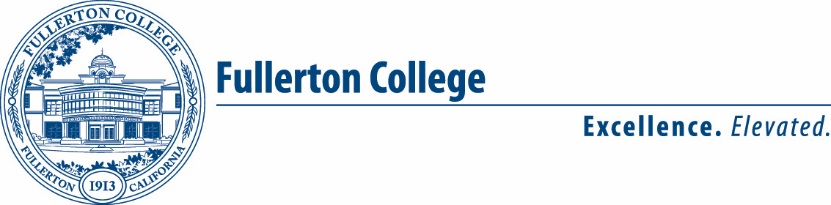 FULLERTON COLLEGE
FULLERTON
1913
CALIFORNIA
Fullerton College
Excellence. Elevated.